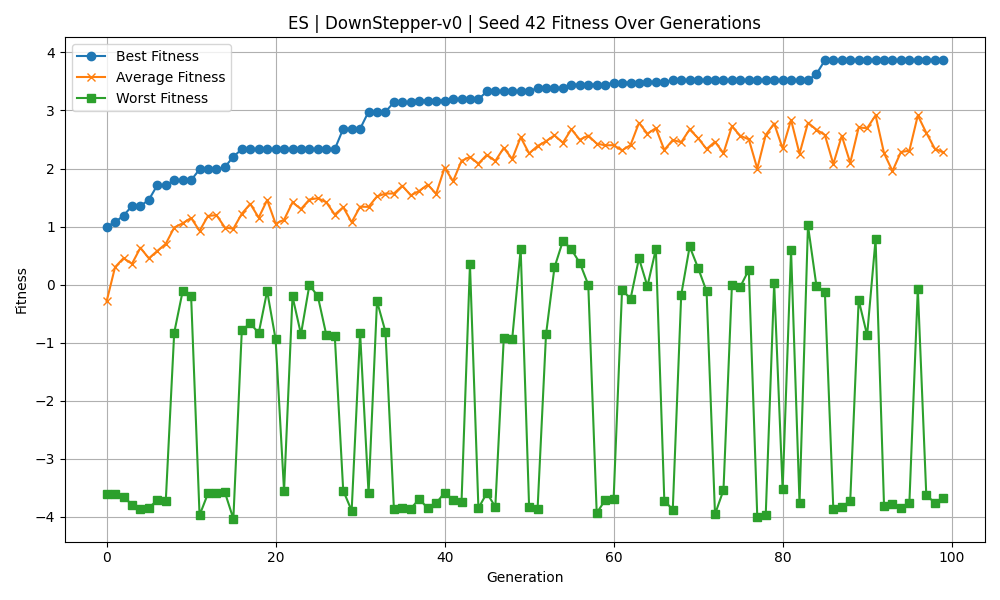 ES | DownStepper-v0 | Seed 42 Fitness Over Generations
Best Fitness
Average Fitness
Worst Fitness
Fitness
4
3
2
1
0
−1
−2
−3
−4
0 20 40 60 80 100
Generation